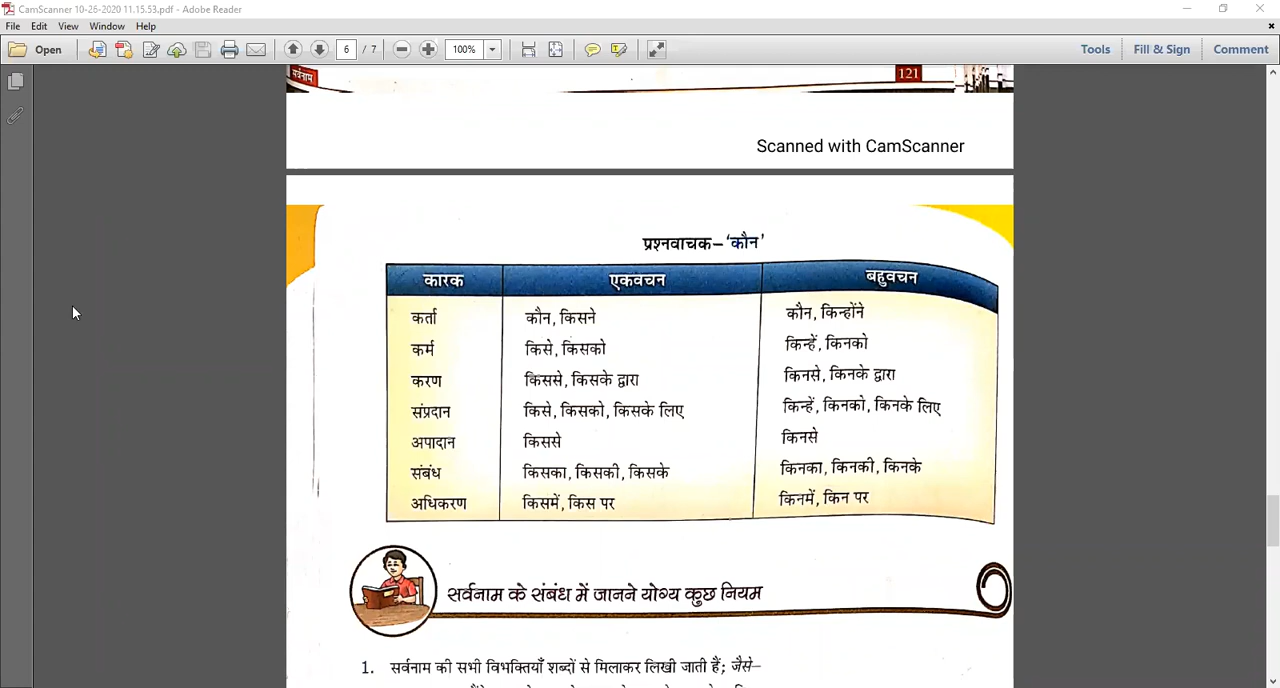 CamScanner 10-26-2020 11.15.53.pdf - Adobe Reader
File Edit View Window Help
Open 6 / 7 100% Tools Fill & Sign Comment
सर्वनाम 121
Scanned with CamScanner
प्रश्नवाचक–‘कौन’
कारक एकवचन बहुवचन
कर्ता कौन, किसने कौन, किन्होंने
कर्म किसे, किसको किन्हें, किनको
करण किससे, किसके द्वारा किनसे, किनके द्वारा
संप्रदान किसे, किसको, किसके लिए किन्हें, किनको, किनके लिए
अपादान किससे किनसे
संबंध किसका, किसकी, किसके किनका, किनकी, किनके
अधिकरण किसमें, किस पर किनमें, किन पर
सर्वनाम के संबंध में जानने योग्य कुछ नियम
1. सर्वनाम की सभी विभक्तियाँ शब्दों से मिलाकर लिखी जाती हैं; जैसे–